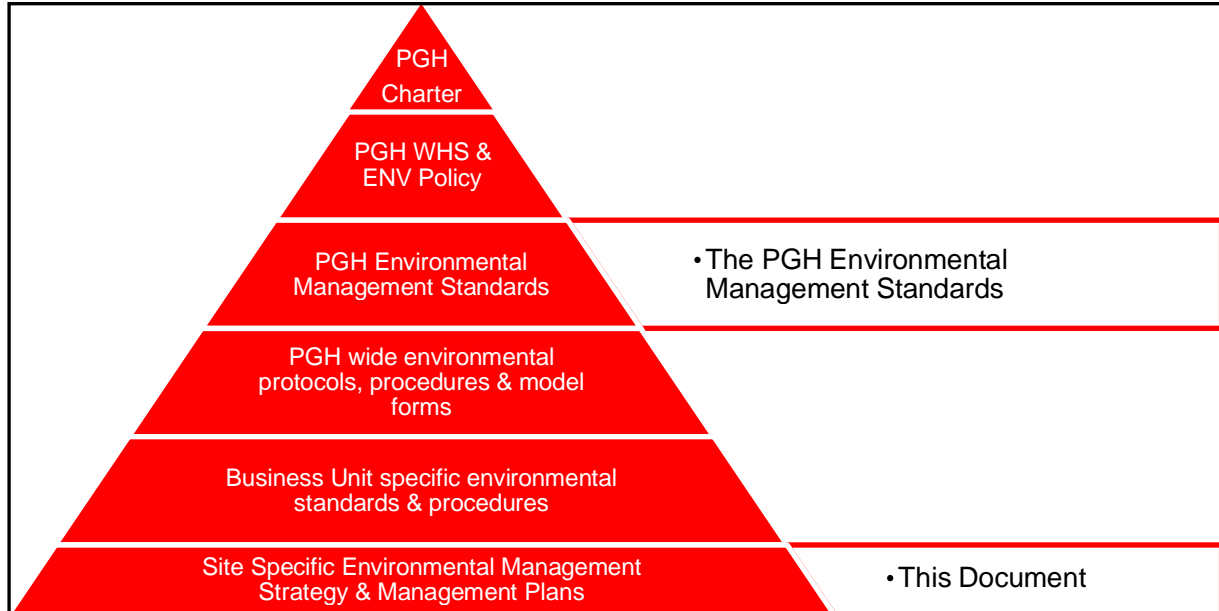 PGH
Charter
PGH WHS &
ENV Policy
PGH Environmental
Management Standards
• The PGH Environmental
Management Standards
PGH wide environmental
protocols, procedures & model
forms
Business Unit specific environmental
standards & procedures
Site Specific Environmental Management
Strategy & Management Plans
• This Document